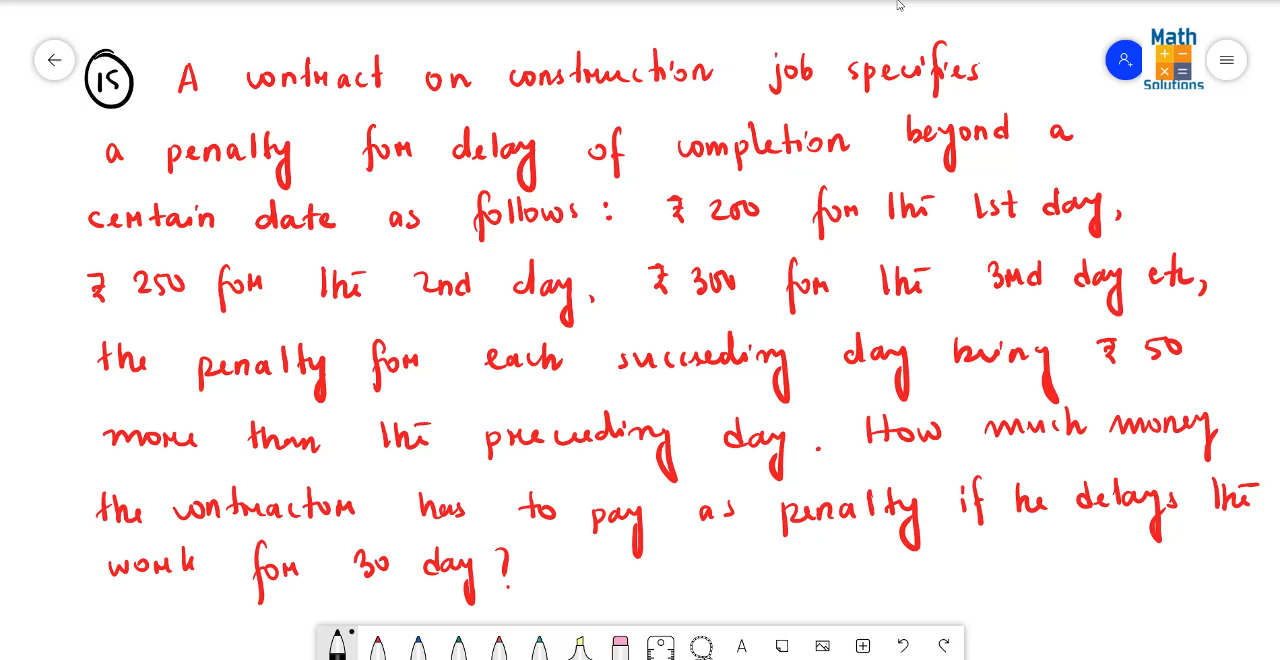 15 A contract on construction job specifies
a penalty for delay of completion beyond a
certain date as follows : ₹ 200 for the 1st day,
₹ 250 for the 2nd day, ₹ 300 for the 3rd day etc,
the penalty for each succeeding day being ₹ 50
more than the preceding day. How much money
the contractor has to pay as penalty if he delays the
work for 30 day?
Math
Solutions
A